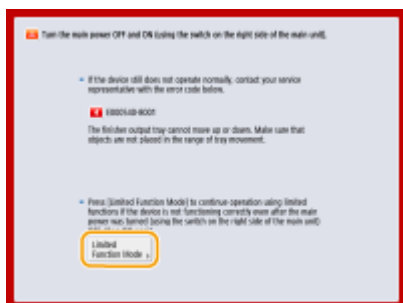 Turn the main power OFF and ON (using the switch on the right side of the main unit).
If the device still does not operate normally, contact your service
representative with the error code below.
E000540-8001
The finisher output tray cannot move up or down. Make sure that
objects are not placed in the range of tray movement.
Press [Limited Function Mode] to continue operation using limited
functions if the device is not functioning correctly even after the main
power was turned (using the switch on the right side of the main unit)
Limited
Function Mode